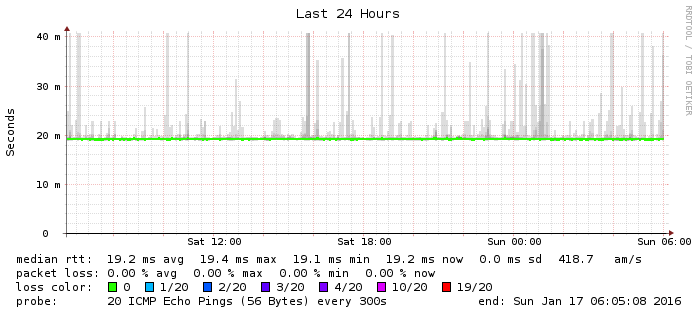 Last 24 Hours
RRDTOOL / TOBI OETIKER
Seconds
40 m
30 m
20 m
10 m
0
Sat 12:00 Sat 18:00 Sun 00:00 Sun 06:00
median rtt: 19.2 ms avg 19.4 ms max 19.1 ms min 19.2 ms now 0.0 ms sd 418.7 am/s
packet loss: 0.00 % avg 0.00 % max 0.00 % min 0.00 % now
loss color: 0 1/20 2/20 3/20 4/20 10/20 19/20
probe: 20 ICMP Echo Pings (56 Bytes) every 300s end: Sun Jan 17 06:05:08 2016